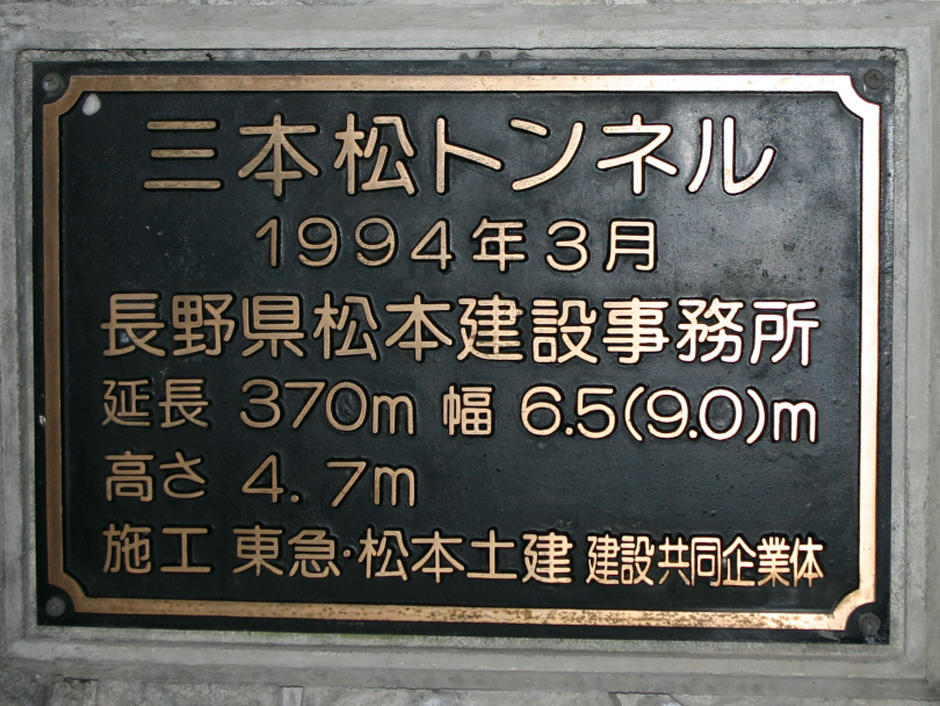 三本松トンネル
1994年3月
長野県松本建設事務所
延長 370m 幅 6.5(9.0)m
高さ 4.7m
施工 東急・松本土建 建設共同企業体